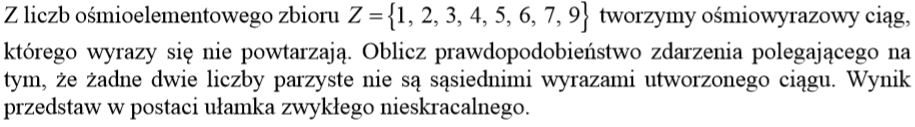 Z liczb ośmioelementowego zbioru Z = {1, 2, 3, 4, 5, 6, 7, 9} tworzymy ośmiowyrazowy ciąg,
którego wyrazy się nie powtarzają. Oblicz prawdopodobieństwo zdarzenia polegającego na
tym, że żadne dwie liczby parzyste nie są sąsiednimi wyrazami utworzonego ciągu. Wynik
przedstaw w postaci ułamka zwykłego nieskracalnego.